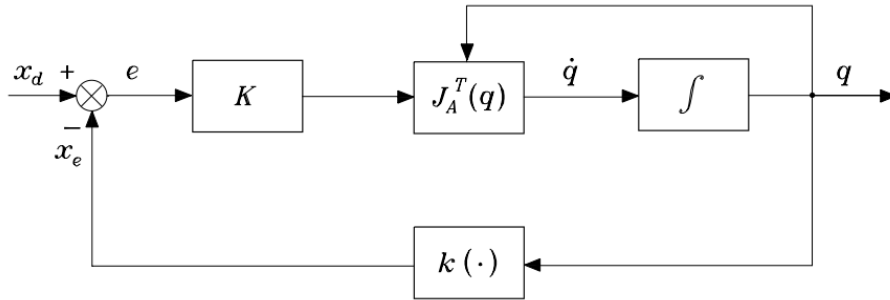 x_d + e K J_A^T(q) q̇ ∫ q
−
x_e
k (·)